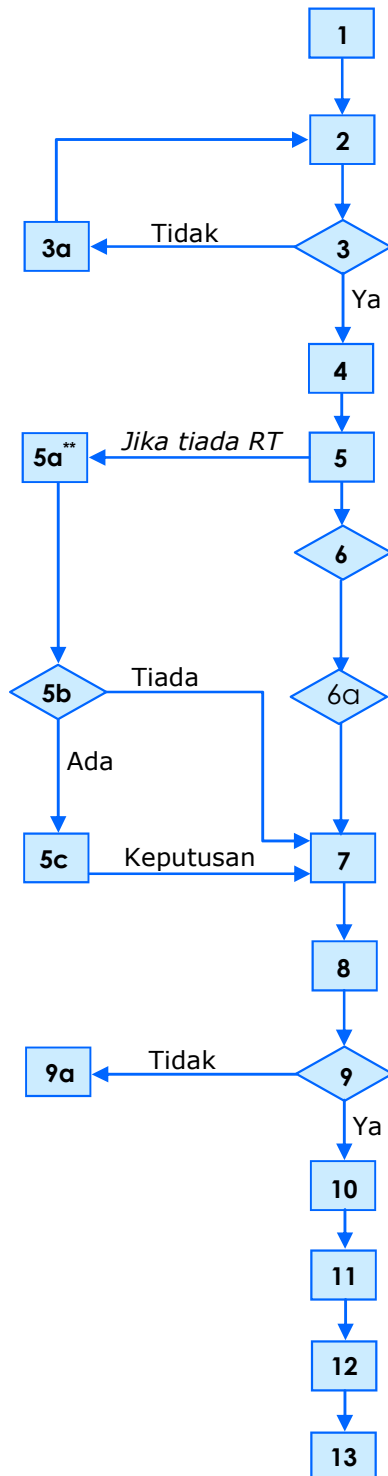 1
2
Tidak
3a
3
Ya
4
Jika tiada RT
5a**
5
6
5b
Tiada
6a
Ada
5c
Keputusan
7
8
Tidak
9a
9
Ya
10
11
12
13